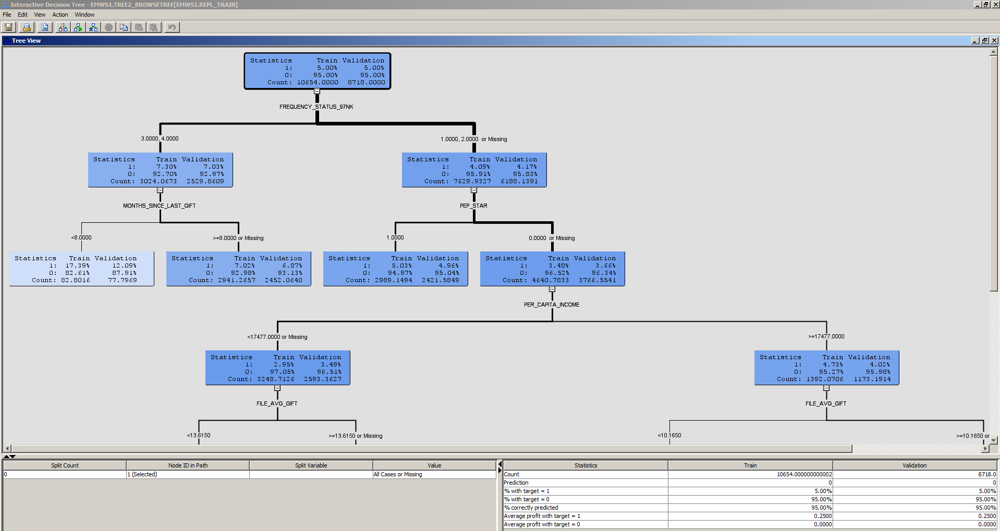 Interactive Decision Tree - EMWS1.TREE2_BROWSETREE[EMWS1.REPL_TRAIN]
File Edit View Action Window
Tree View
Statistics Train Validation
1: 5.00% 5.00%
0: 95.00% 95.00%
Count: 10654.0000 8718.0000
FREQUENCY_STATUS_97NK
3.0000, 4.0000
1.0000, 2.0000 or Missing
Statistics Train Validation
1: 7.30% 7.03%
0: 92.70% 92.97%
Count: 3024.0673 2529.8609
Statistics Train Validation
1: 4.09% 4.17%
0: 95.91% 95.83%
Count: 7629.9327 6188.1391
MONTHS_SINCE_LAST_GIFT
PEP_STAR
<8.0000
>=8.0000 or Missing
1.0000
0.0000 or Missing
Statistics Train Validation
1: 17.39% 12.09%
0: 82.61% 87.91%
Count: 82.8016 77.7969
Statistics Train Validation
1: 7.02% 6.87%
0: 92.98% 93.13%
Count: 2941.2657 2452.0640
Statistics Train Validation
1: 5.03% 4.96%
0: 94.97% 95.04%
Count: 2989.1494 2421.5849
Statistics Train Validation
1: 3.48% 3.66%
0: 96.52% 96.34%
Count: 4640.7833 3766.5541
PER_CAPITA_INCOME
<17477.0000 or Missing
>=17477.0000
Statistics Train Validation
1: 2.95% 3.49%
0: 97.05% 96.51%
Count: 3248.7126 2593.3627
Statistics Train Validation
1: 4.73% 4.02%
0: 95.27% 95.98%
Count: 1392.0706 1173.1914
FILE_AVG_GIFT
FILE_AVG_GIFT
<13.6150
>=13.6150 or Missing
<10.1650
>=10.1650 or
Split Count Node ID in Path Split Variable Value
0 1 (Selected) All Cases or Missing
Statistics Train Validation
Count 10654.000000000002 8718.0
Prediction 0 0
% with target = 1 5.00% 5.00%
% with target = 0 95.00% 95.00%
% correctly predicted 95.00% 95.00%
Average profit with target = 1 0.2500 0.2500
Average profit with target = 0 0.0000 0.0000